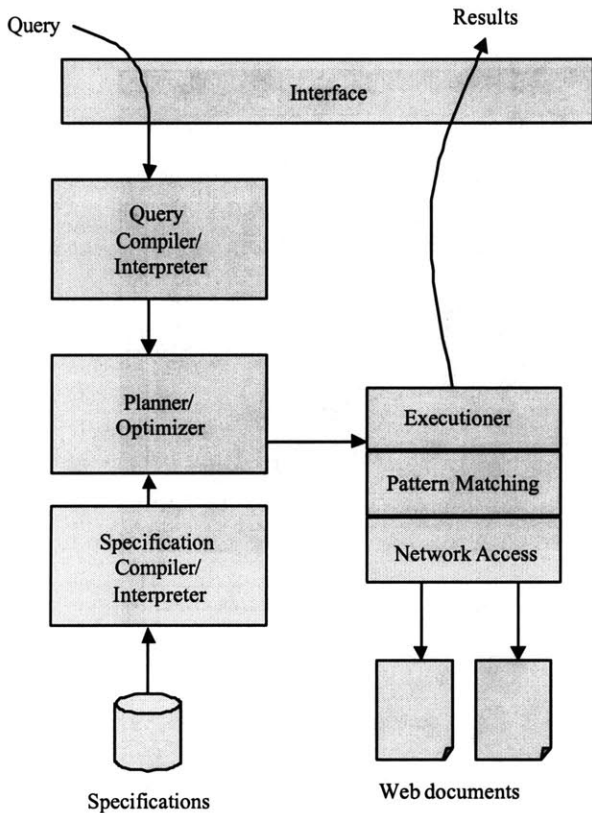 Query
Results
Interface
Query
Compiler/
Interpreter
Planner/
Optimizer
Executioner
Pattern Matching
Specification
Compiler/
Interpreter
Network Access
Specifications
Web documents